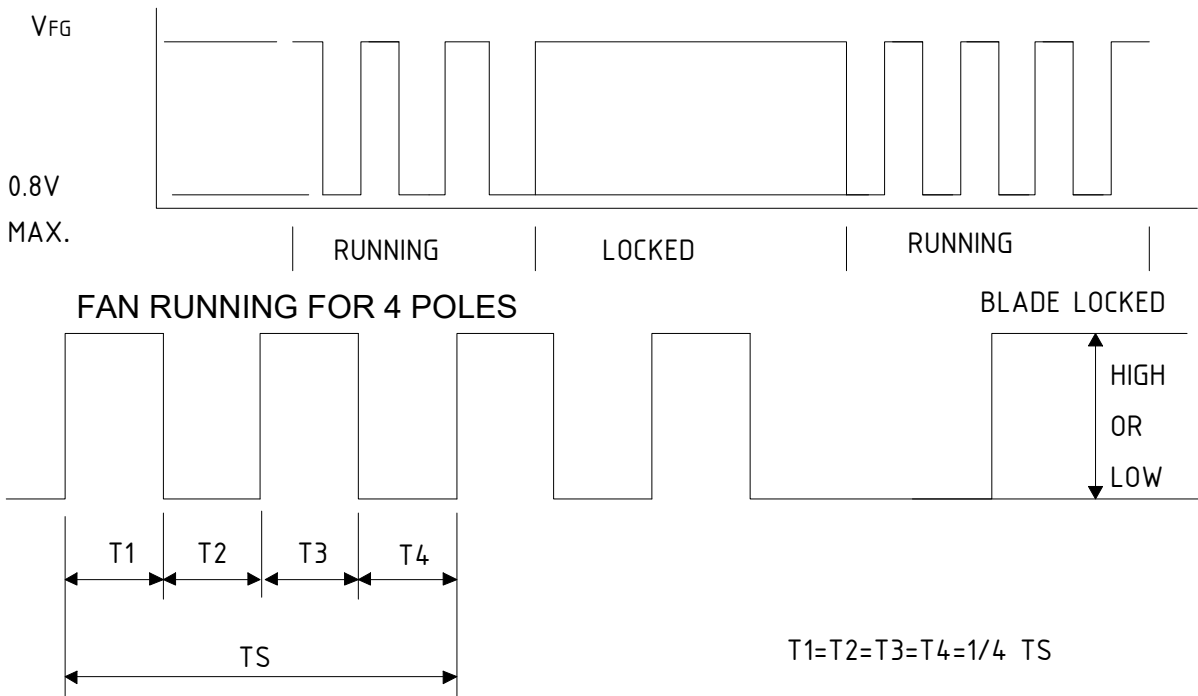 VFG
0.8V
MAX.
RUNNING
LOCKED
RUNNING
FAN RUNNING FOR 4 POLES
BLADE LOCKED
HIGH
OR
LOW
T1
T2
T3
T4
TS
T1=T2=T3=T4=1/4 TS